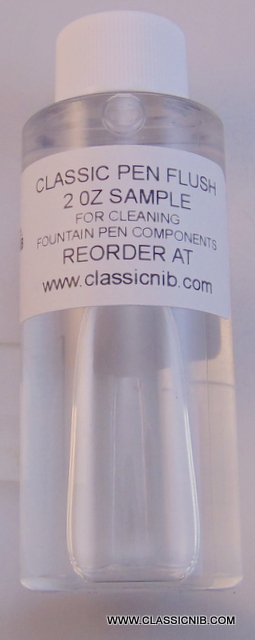 CLASSIC PEN FLUSH
2 OZ SAMPLE
FOR CLEANING
FOUNTAIN PEN COMPONENTS
REORDER AT
www.classicnib.com
WWW.CLASSICNIB.COM